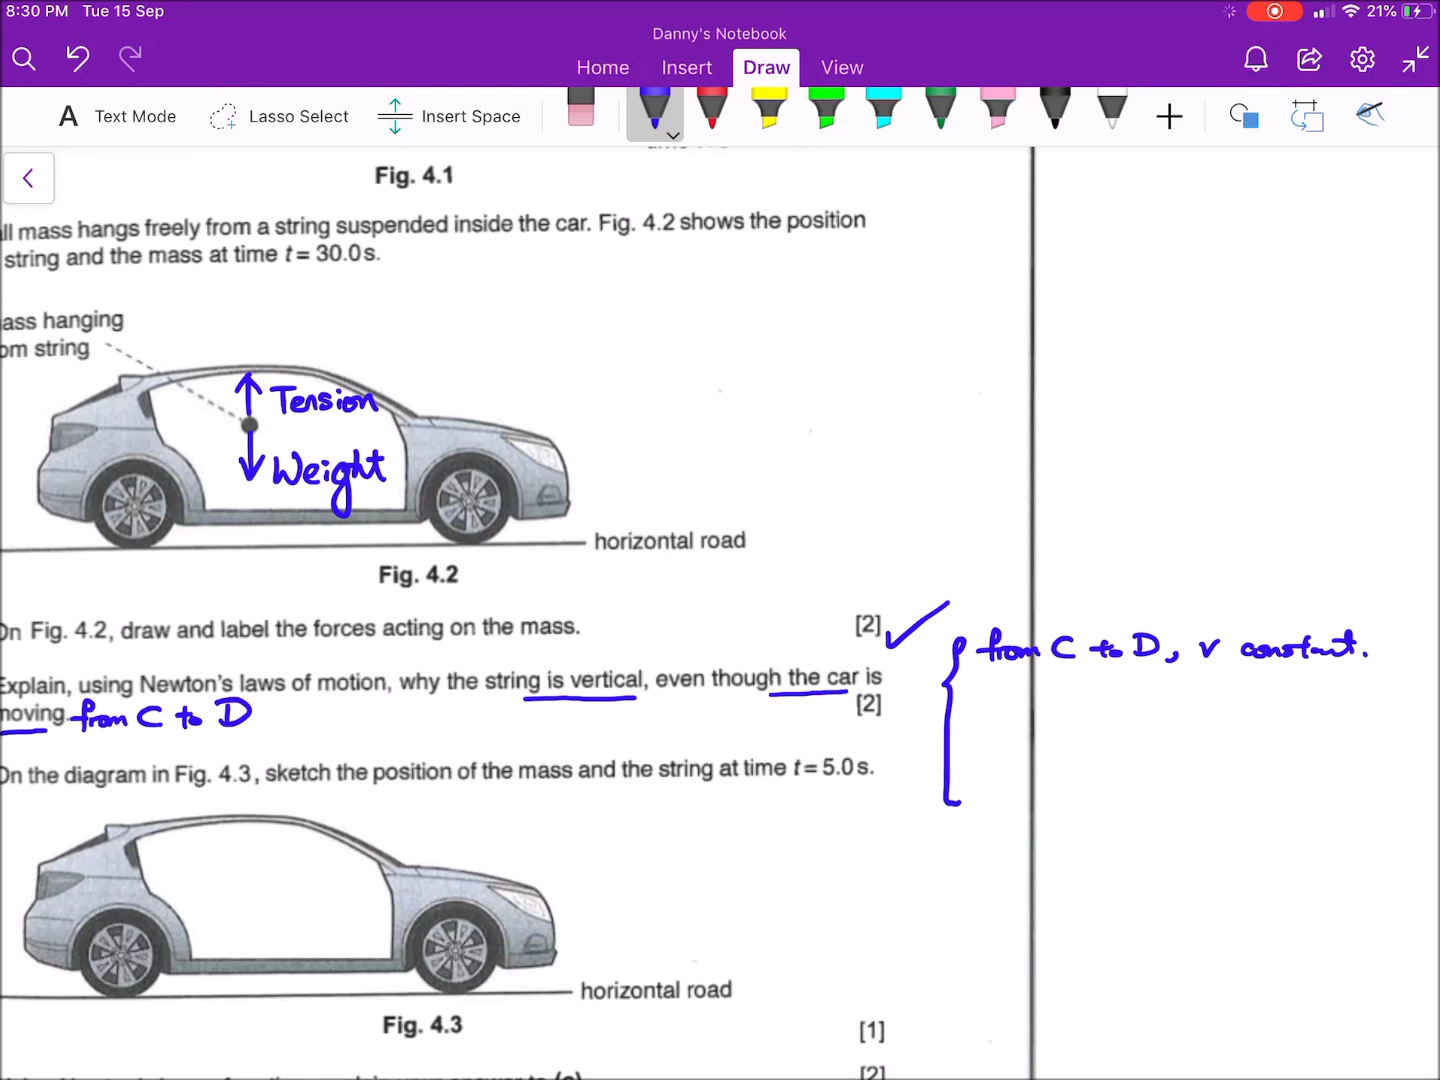 8:30 PM Tue 15 Sep
21%
Danny's Notebook
Home Insert Draw View
A Text Mode Lasso Select Insert Space
Fig. 4.1
ll mass hangs freely from a string suspended inside the car. Fig. 4.2 shows the position
string and the mass at time t = 30.0 s.
ass hanging
om string
Tension
Weight
horizontal road
Fig. 4.2
On Fig. 4.2, draw and label the forces acting on the mass. [2]
from C to D, v constant.
Explain, using Newton's laws of motion, why the string is vertical, even though the car is
moving. from C to D [2]
On the diagram in Fig. 4.3, sketch the position of the mass and the string at time t = 5.0 s.
horizontal road
Fig. 4.3
[1]
[2]